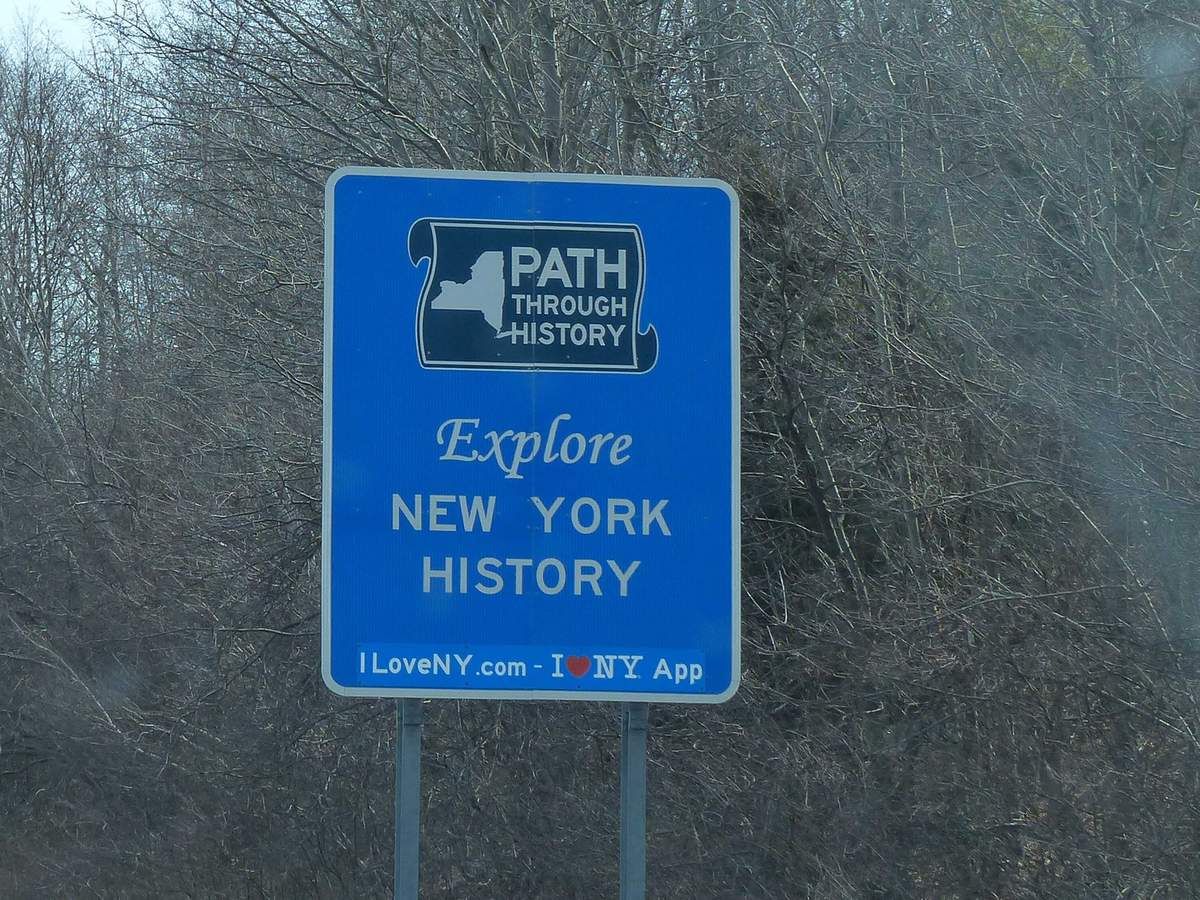 PATH
THROUGH
HISTORY
Explore
NEW YORK
HISTORY
ILoveNY.com - I❤NY App